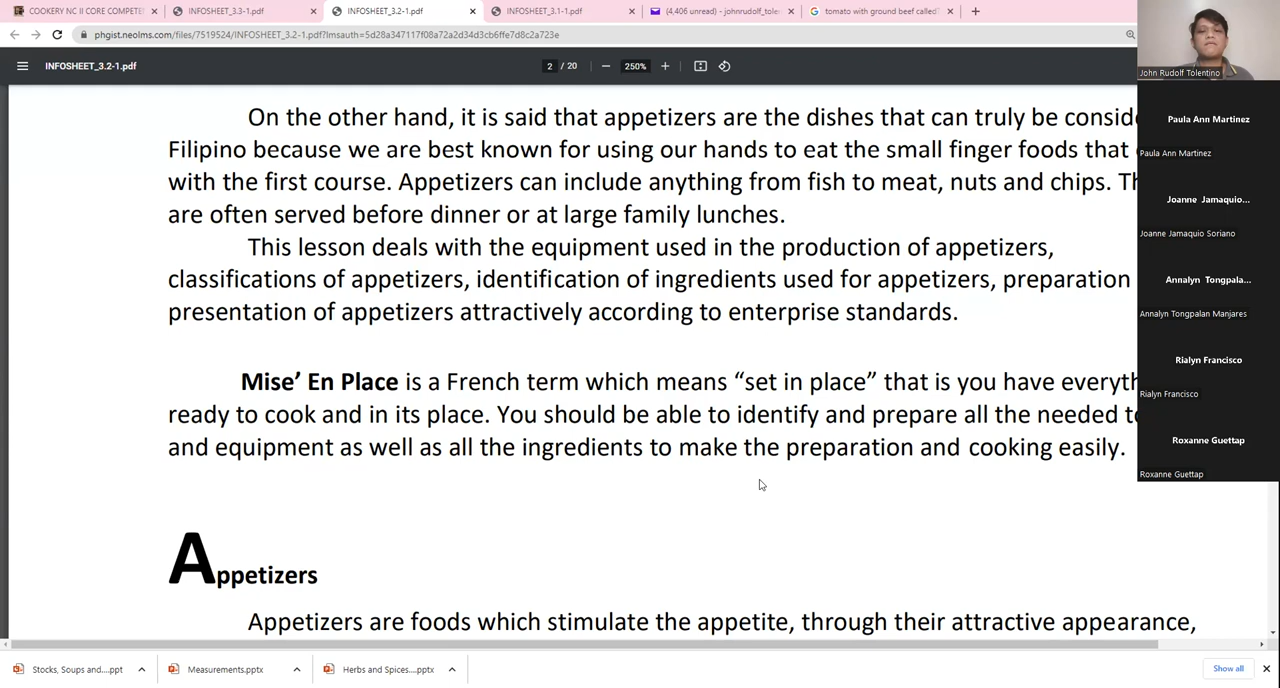 COOKERY NC II CORE COMPETE
INFOSHEET_3.3-1.pdf
INFOSHEET_3.2-1.pdf
INFOSHEET_3.1-1.pdf
(4,406 unread) - johnrudolf_toler
tomato with ground beef called
phgist.neolms.com/files/7519524/INFOSHEET_3.2-1.pdf?lmsauth=5d28a347117f08a72a2d34d3cb6ffe7d8c2a723e
INFOSHEET_3.2-1.pdf
2 / 20
250%
On the other hand, it is said that appetizers are the dishes that can truly be conside
Filipino because we are best known for using our hands to eat the small finger foods that
with the first course. Appetizers can include anything from fish to meat, nuts and chips. Th
are often served before dinner or at large family lunches.
This lesson deals with the equipment used in the production of appetizers,
classifications of appetizers, identification of ingredients used for appetizers, preparation
presentation of appetizers attractively according to enterprise standards.
Mise’ En Place is a French term which means “set in place” that is you have everyth
ready to cook and in its place. You should be able to identify and prepare all the needed to
and equipment as well as all the ingredients to make the preparation and cooking easily.
Appetizers
Appetizers are foods which stimulate the appetite, through their attractive appearance,
John Rudolf Tolentino
Paula Ann Martinez
Paula Ann Martinez
Joanne Jamaquio...
Joanne Jamaquio Soriano
Annalyn Tongpala...
Annalyn Tongpalan Manjares
Rialyn Francisco
Rialyn Francisco
Roxanne Guettap
Roxanne Guettap
Stocks, Soups and....ppt
Measurements.pptx
Herbs and Spices....pptx
Show all